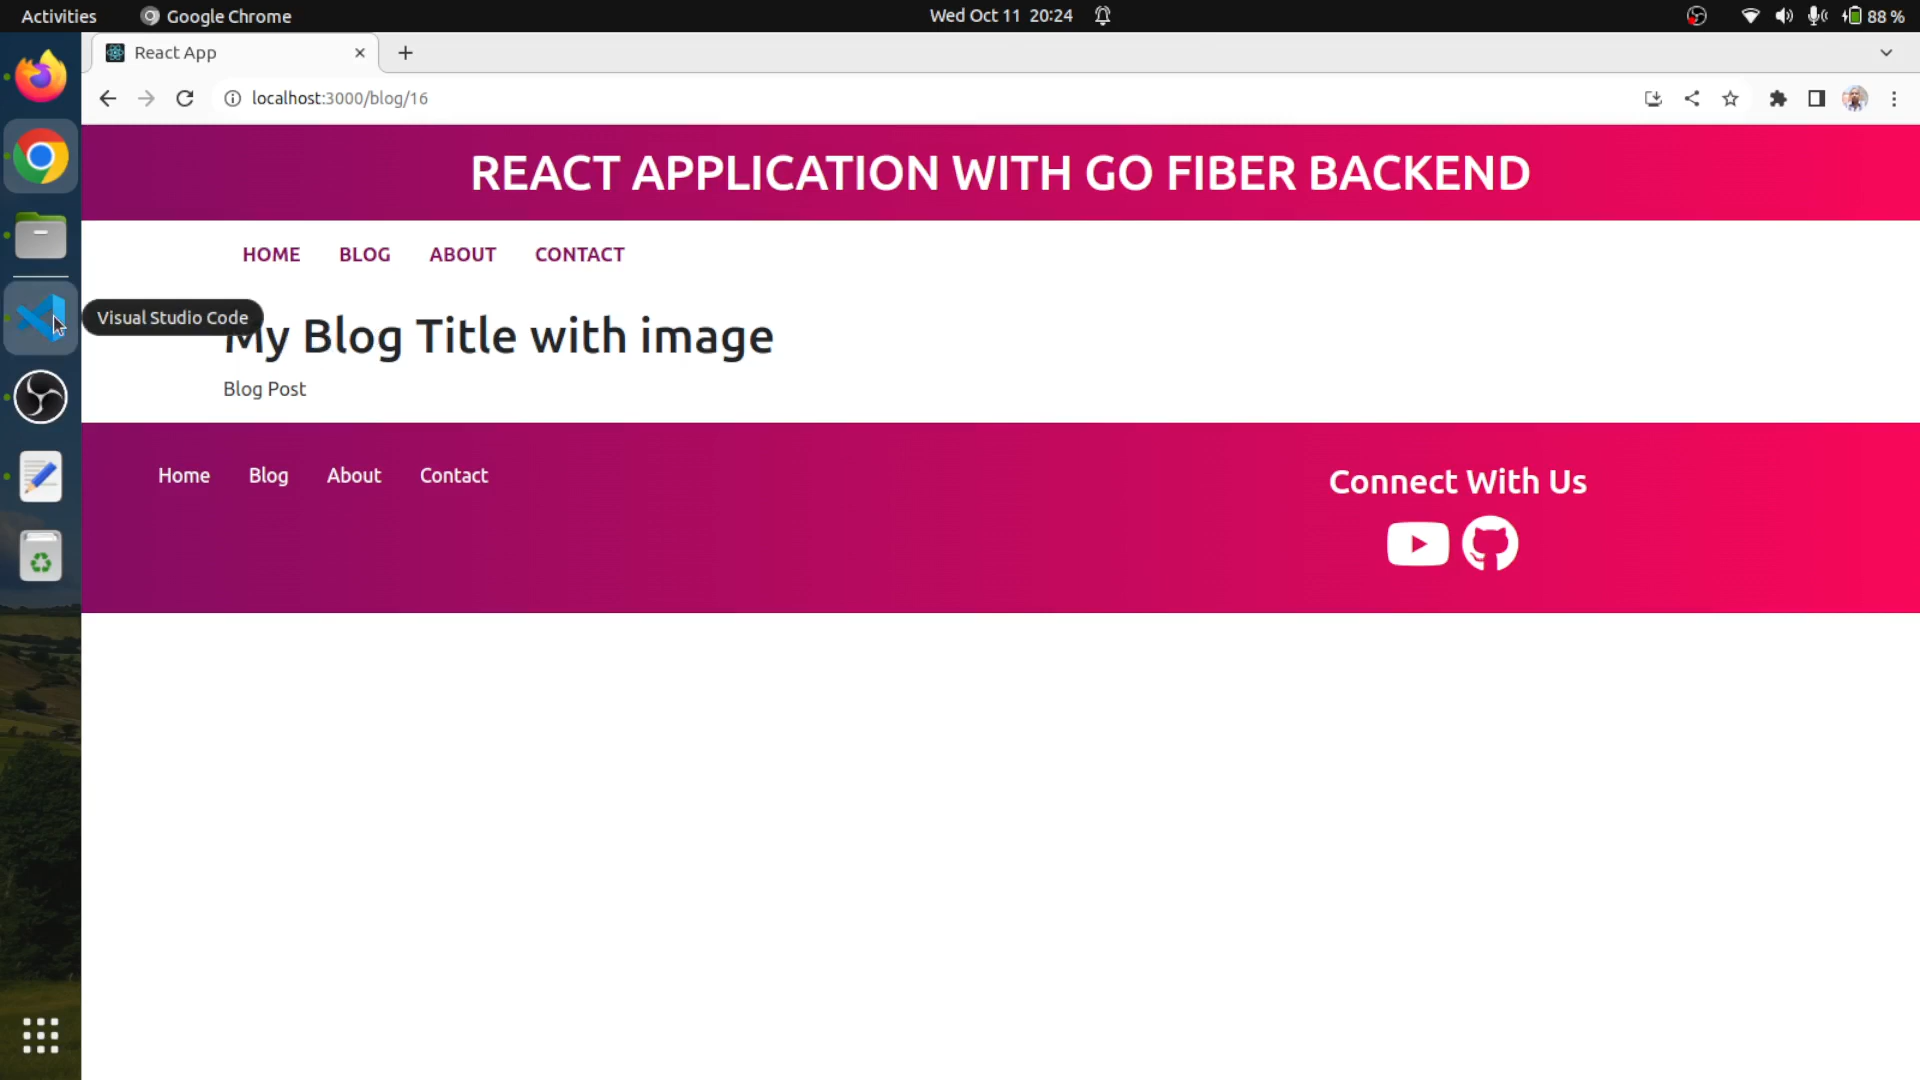 Activities
Google Chrome
Wed Oct 11 20:24
88 %
React App
localhost:3000/blog/16
REACT APPLICATION WITH GO FIBER BACKEND
HOME BLOG ABOUT CONTACT
Visual Studio Code
My Blog Title with image
Blog Post
Home Blog About Contact
Connect With Us